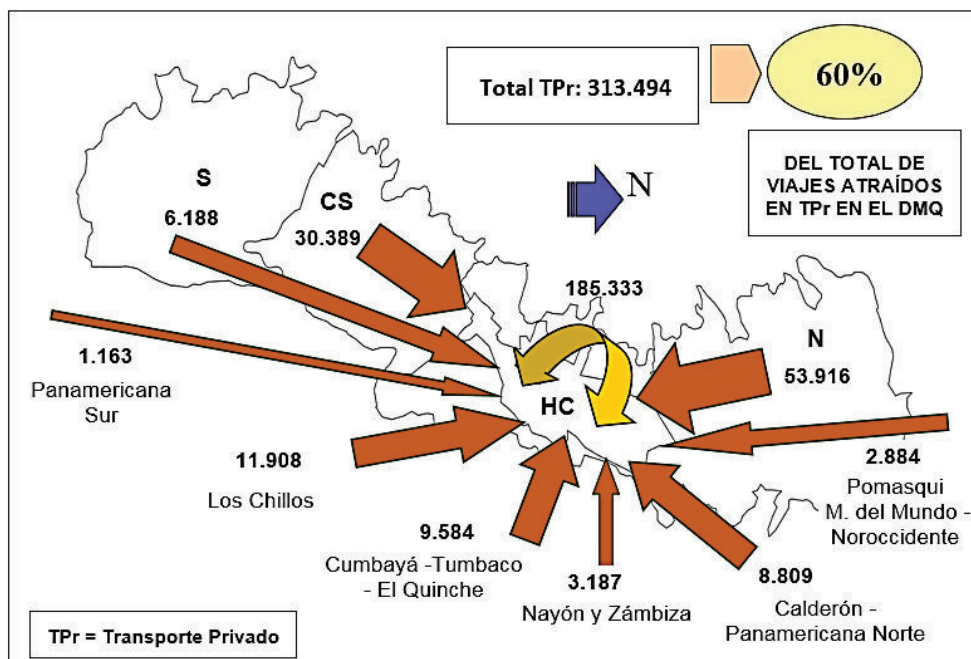 Total TPr: 313.494
60%
DEL TOTAL DE
VIAJES ATRAÍDOS
EN TPr EN EL DMQ
N
S
6.188
CS
30.389
185.333
N
53.916
HC
1.163
Panamericana
Sur
11.908
Los Chillos
9.584
Cumbayá -Tumbaco
- El Quinche
3.187
Nayón y Zámbiza
8.809
Calderón -
Panamericana Norte
2.884
Pomasqui
M. del Mundo -
Noroccidente
TPr = Transporte Privado